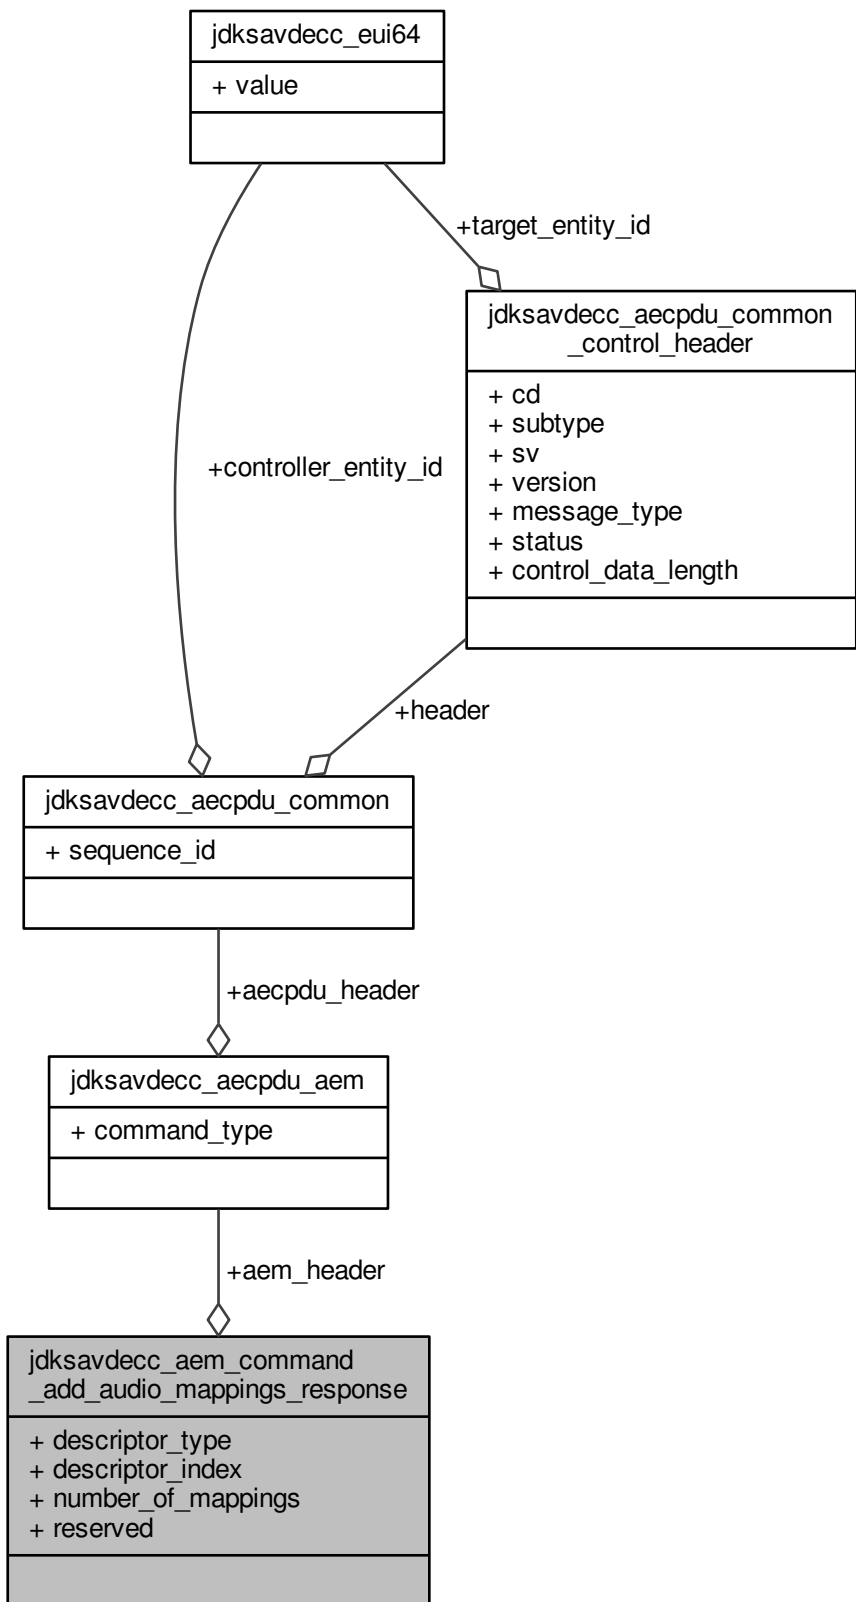 jdksavdecc_eui64
+ value
+target_entity_id
jdksavdecc_aecpdu_common
_control_header
+ cd
+ subtype
+ sv
+ version
+ message_type
+ status
+ control_data_length
+controller_entity_id
+header
jdksavdecc_aecpdu_common
+ sequence_id
+aecpdu_header
jdksavdecc_aecpdu_aem
+ command_type
+aem_header
jdksavdecc_aem_command
_add_audio_mappings_response
+ descriptor_type
+ descriptor_index
+ number_of_mappings
+ reserved